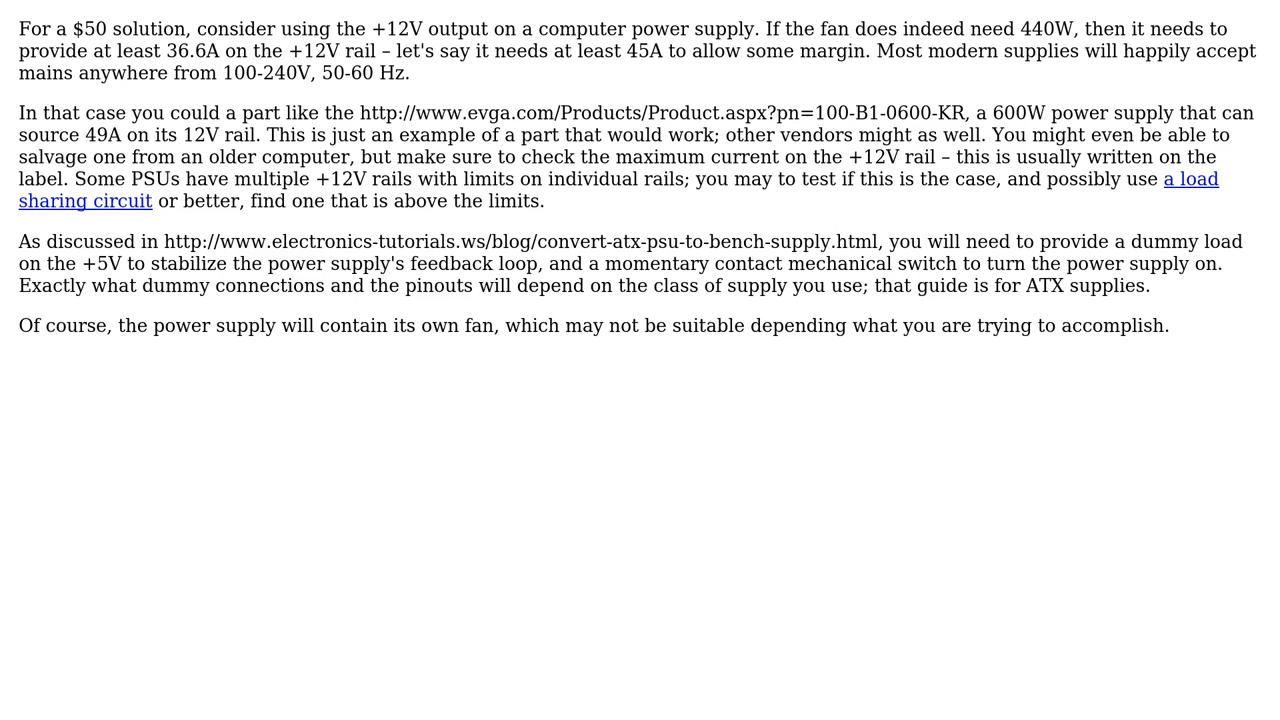 For a $50 solution, consider using the +12V output on a computer power supply. If the fan does indeed need 440W, then it needs to
provide at least 36.6A on the +12V rail – let's say it needs at least 45A to allow some margin. Most modern supplies will happily accept
mains anywhere from 100-240V, 50-60 Hz.
In that case you could a part like the http://www.evga.com/Products/Product.aspx?pn=100-B1-0600-KR, a 600W power supply that can
source 49A on its 12V rail. This is just an example of a part that would work; other vendors might as well. You might even be able to
salvage one from an older computer, but make sure to check the maximum current on the +12V rail – this is usually written on the
label. Some PSUs have multiple +12V rails with limits on individual rails; you may to test if this is the case, and possibly use a load
sharing circuit or better, find one that is above the limits.
As discussed in http://www.electronics-tutorials.ws/blog/convert-atx-psu-to-bench-supply.html, you will need to provide a dummy load
on the +5V to stabilize the power supply's feedback loop, and a momentary contact mechanical switch to turn the power supply on.
Exactly what dummy connections and the pinouts will depend on the class of supply you use; that guide is for ATX supplies.
Of course, the power supply will contain its own fan, which may not be suitable depending what you are trying to accomplish.